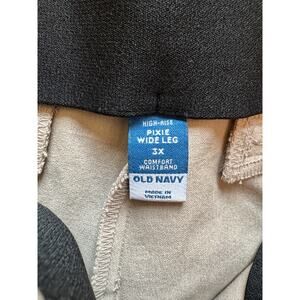 HIGH-RISE
PIXIE
WIDE LEG
3X
COMFORT
WAISTBAND
OLD NAVY
MADE IN
VIETNAM